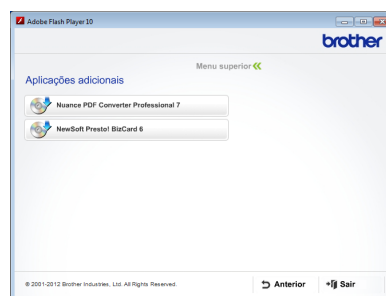 Adobe Flash Player 10
brother
Menu superior
Aplicações adicionais
Nuance PDF Converter Professional 7
NewSoft Presto! BizCard 6
© 2001-2012 Brother Industries, Ltd. All Rights Reserved.
Anterior
Sair